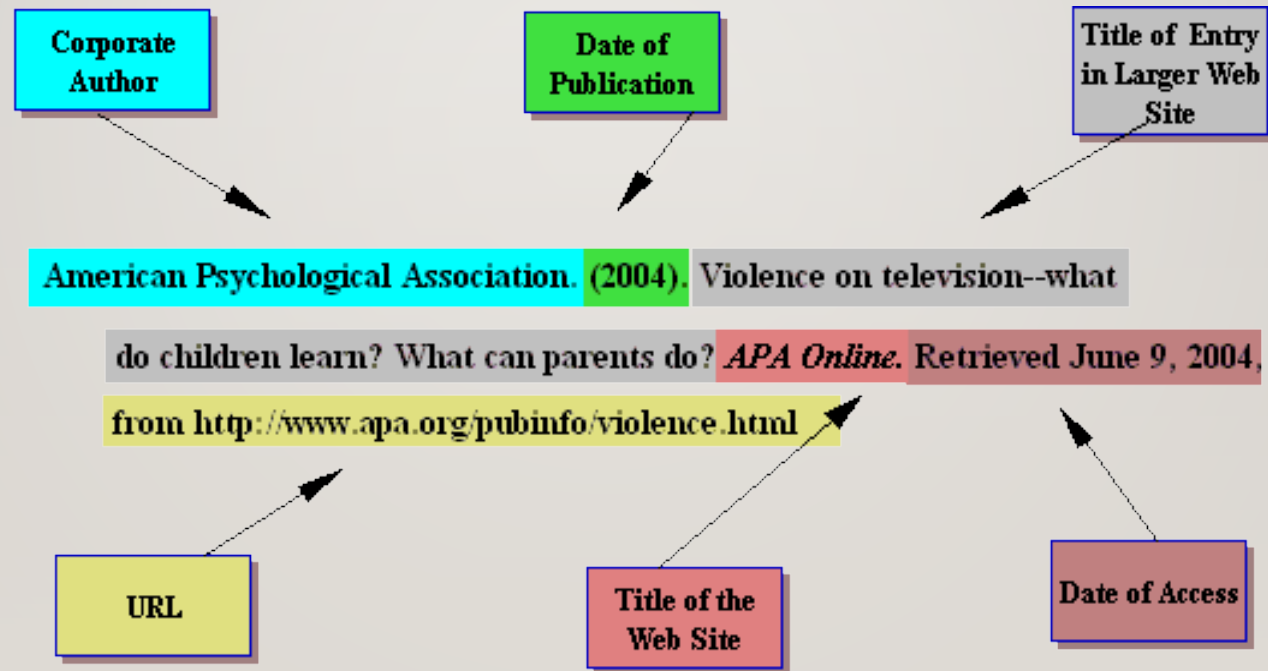 Corporate
Author
Date of
Publication
Title of Entry
in Larger Web
Site
American Psychological Association. (2004). Violence on television--what
do children learn? What can parents do? APA Online. Retrieved June 9, 2004,
from http://www.apa.org/pubinfo/violence.html
URL
Title of the
Web Site
Date of Access